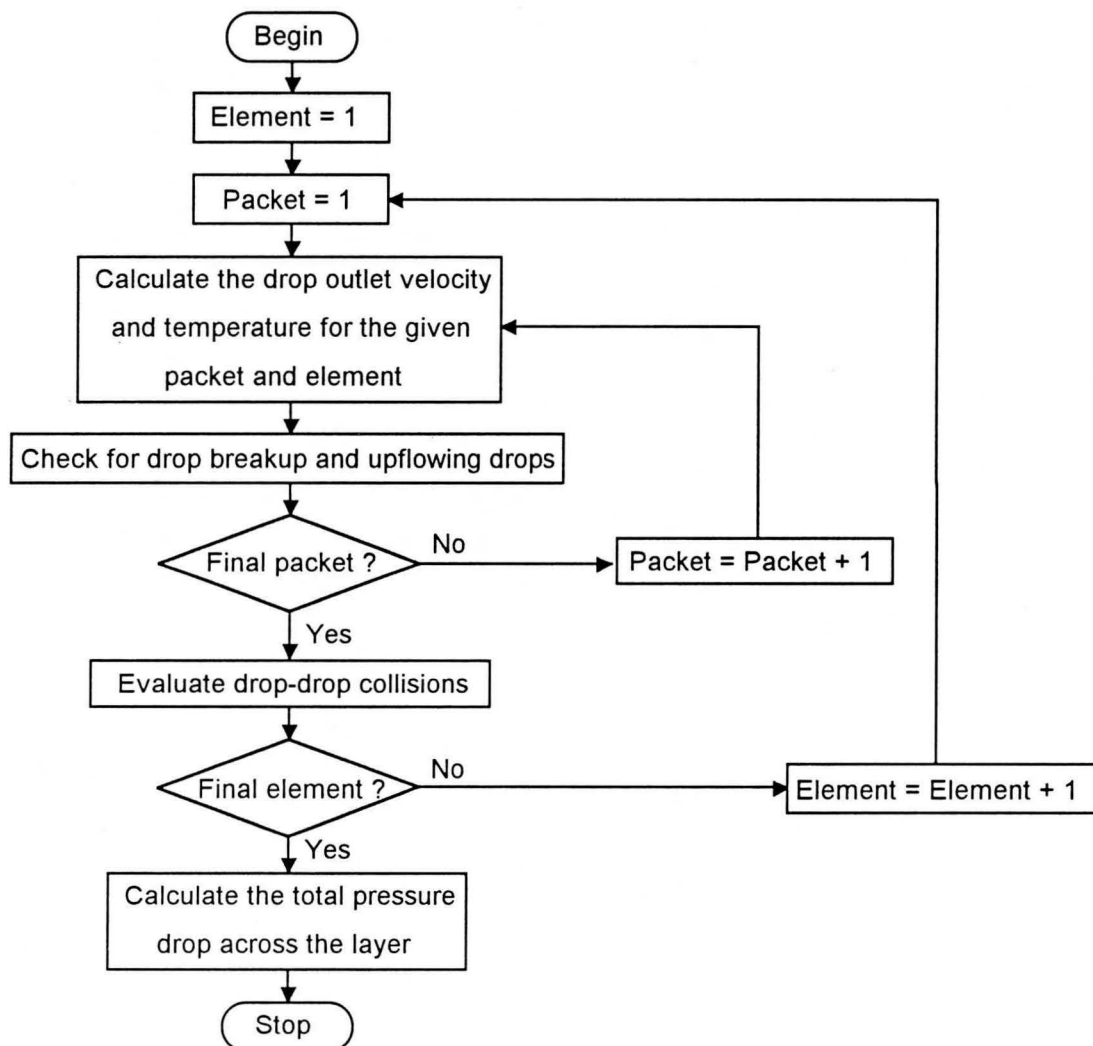 Begin
Element = 1
Packet = 1
Calculate the drop outlet velocity
and temperature for the given
packet and element
Check for drop breakup and upflowing drops
Final packet ?
No
Packet = Packet + 1
Yes
Evaluate drop-drop collisions
Final element ?
No
Element = Element + 1
Yes
Calculate the total pressure
drop across the layer
Stop